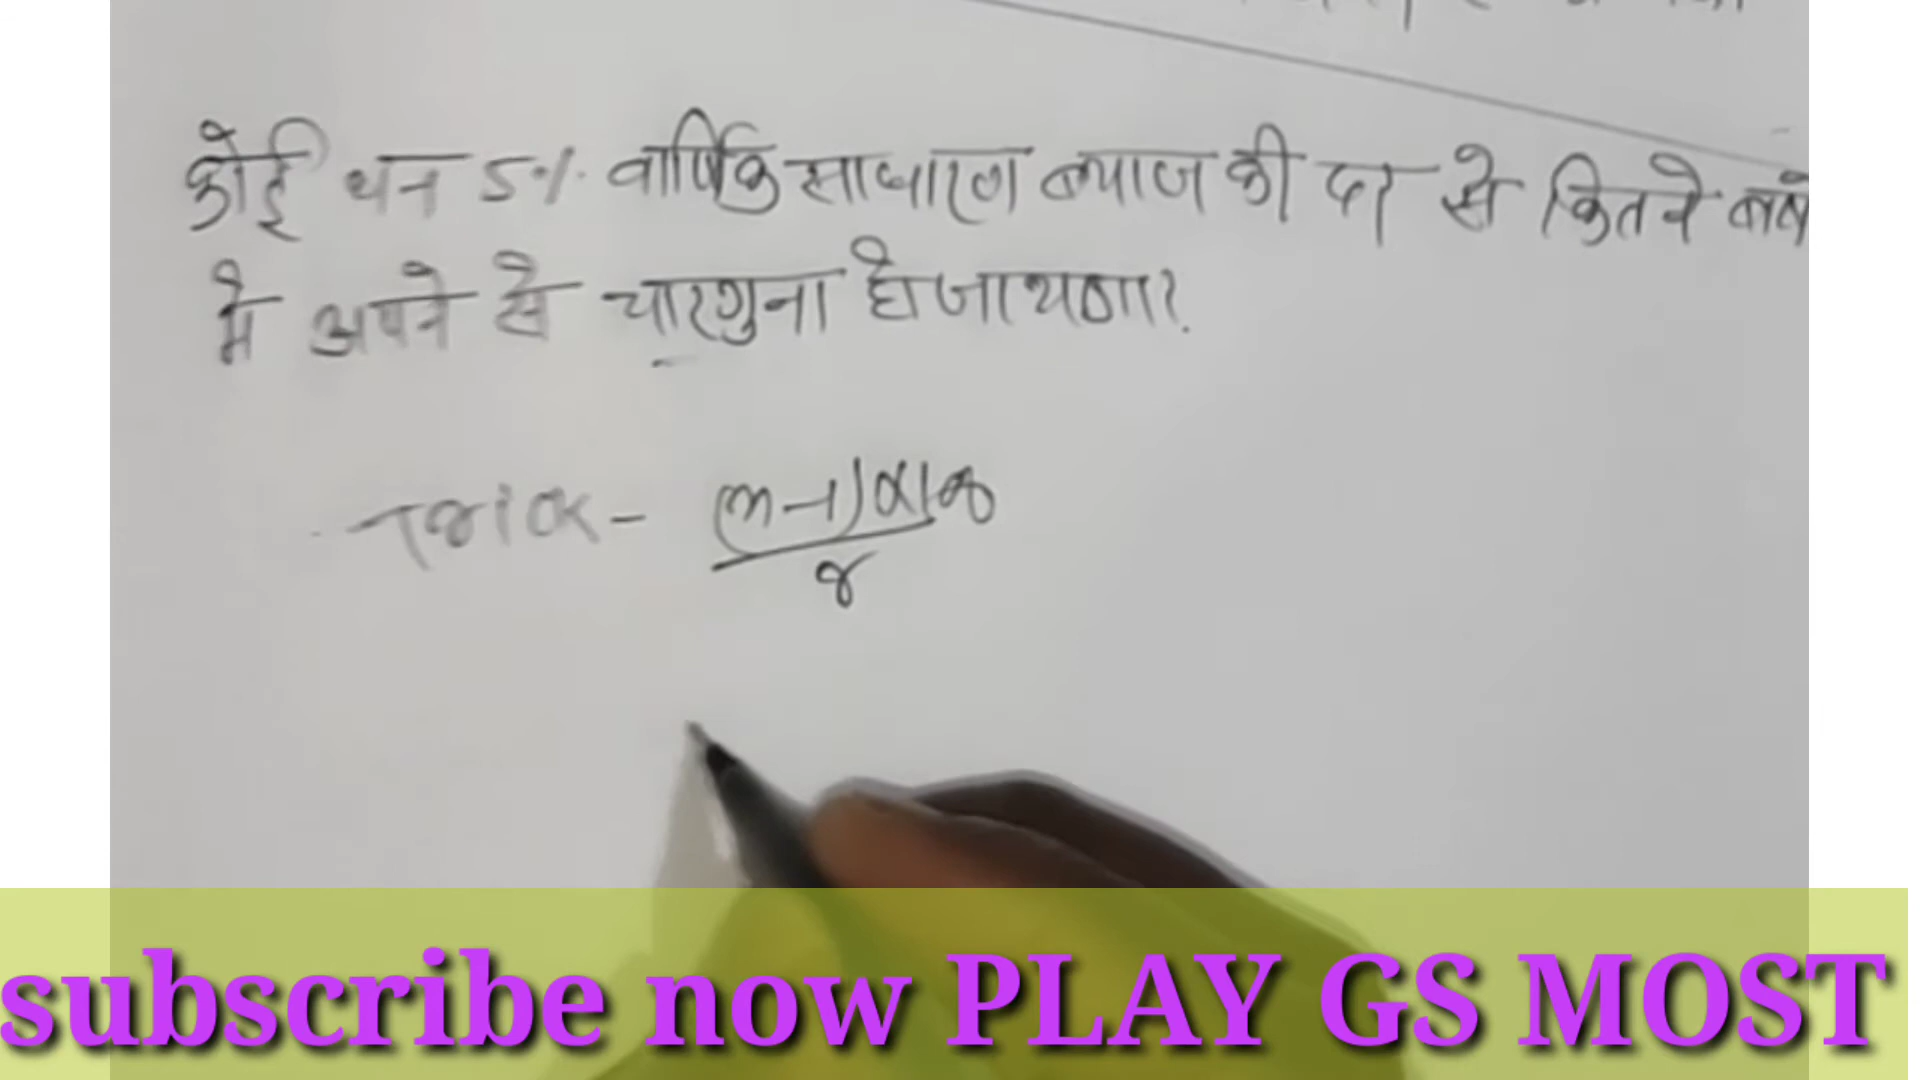 कोई धन 5% वार्षिक साधारण ब्याज की दर से कितने वर्ष
मे अपने से चारगुना हो जायेगा?
Trick - (m-1)×100
r
subscribe now PLAY GS MOST